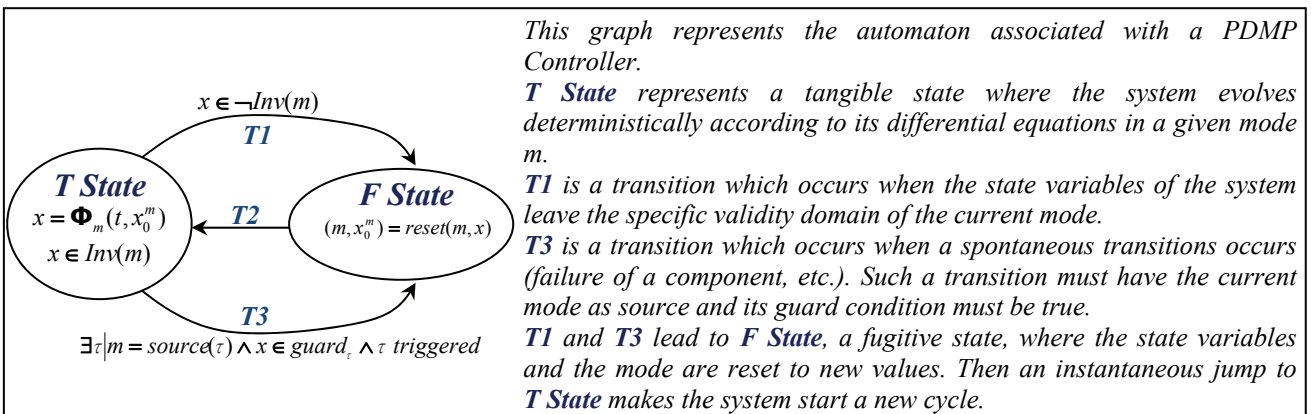 x ∈ ¬Inv(m)
T1
T State
x = Φₘ(t, x₀ᵐ)
x ∈ Inv(m)
T2
F State
(m, x₀ᵐ) = reset(m, x)
T3
∃τ|m = source(τ) ∧ x ∈ guard_τ ∧ τ triggered
This graph represents the automaton associated with a PDMP
Controller.
T State represents a tangible state where the system evolves
deterministically according to its differential equations in a given mode
m.
T1 is a transition which occurs when the state variables of the system
leave the specific validity domain of the current mode.
T3 is a transition which occurs when a spontaneous transitions occurs
(failure of a component, etc.). Such a transition must have the current
mode as source and its guard condition must be true.
T1 and T3 lead to F State, a fugitive state, where the state variables
and the mode are reset to new values. Then an instantaneous jump to
T State makes the system start a new cycle.